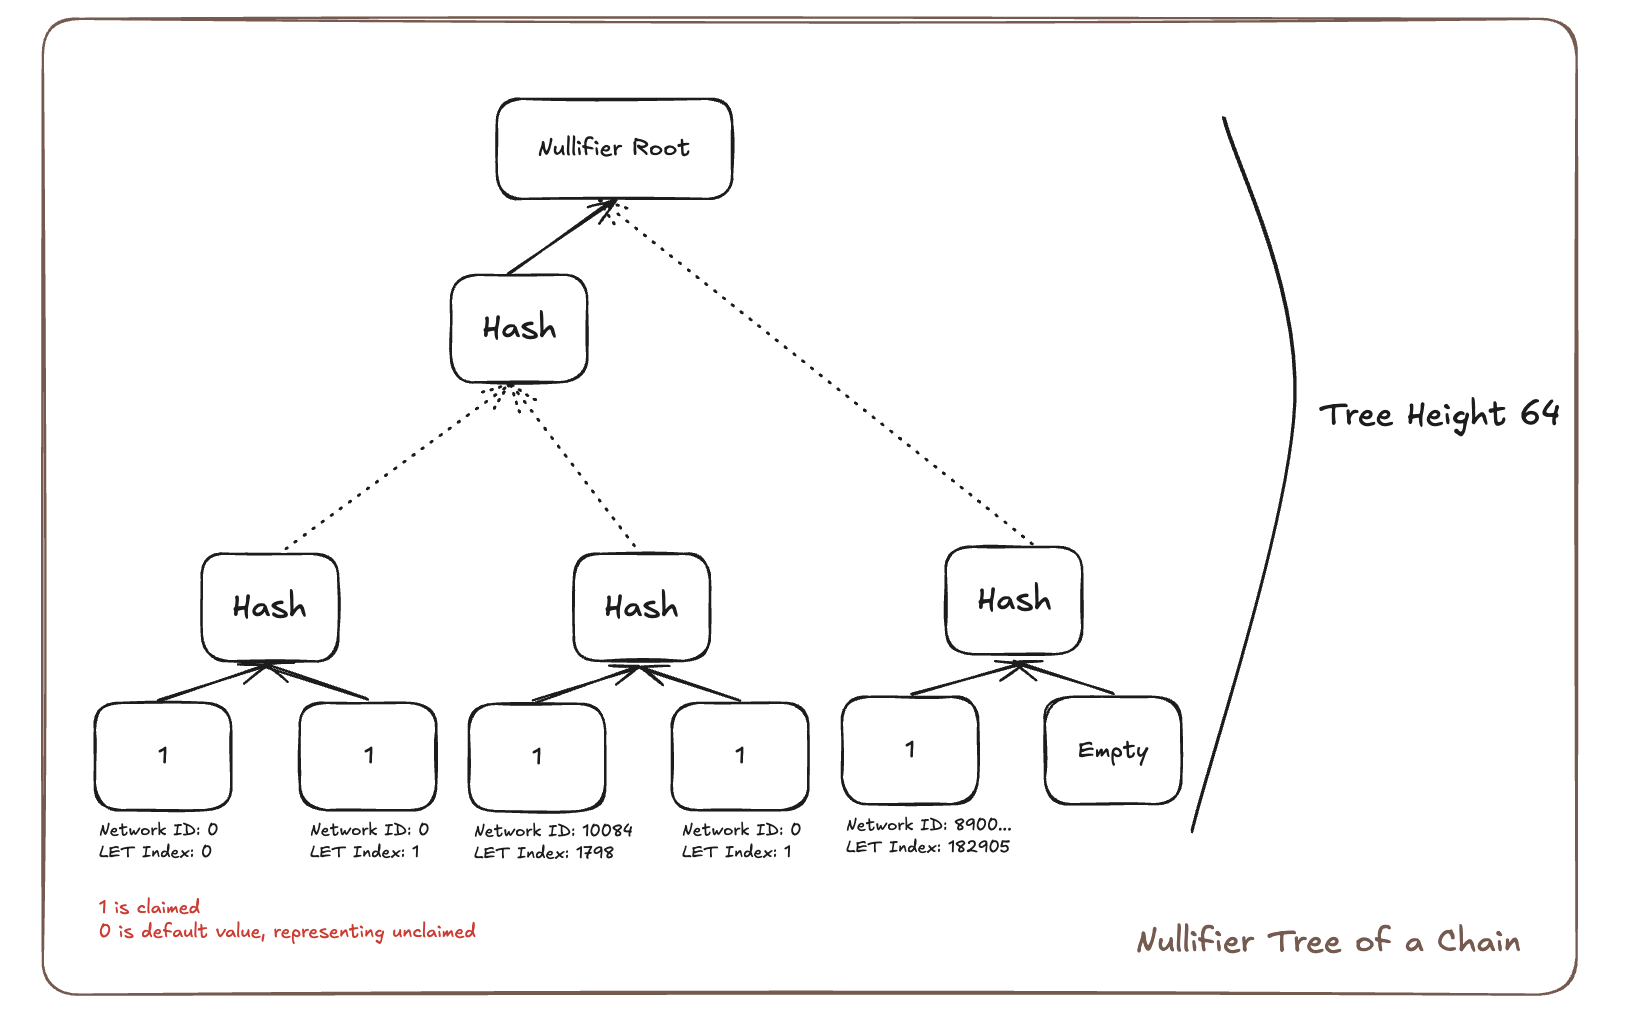 Nullifier Root
Hash
Tree Height 64
Hash
Hash
Hash
1
1
1
1
1
Empty
Network ID: 0
LET Index: 0
Network ID: 0
LET Index: 1
Network ID: 10084
LET Index: 1798
Network ID: 0
LET Index: 1
Network ID: 8900...
LET Index: 182905
1 is claimed
0 is default value, representing unclaimed
Nullifier Tree of a Chain